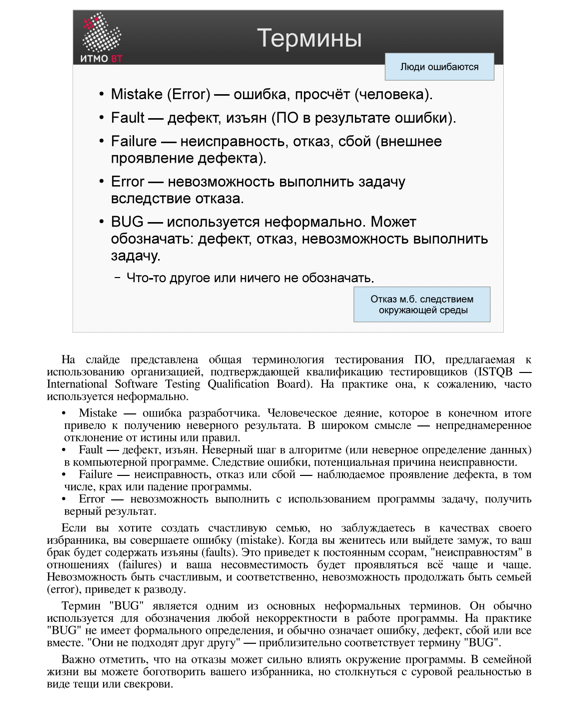 Термины
ИТМО ВТ
Люди ошибаются
• Mistake (Error) — ошибка, просчёт (человека).
• Fault — дефект, изъян (ПО в результате ошибки).
• Failure — неисправность, отказ, сбой (внешнее
проявление дефекта).
• Error — невозможность выполнить задачу
вследствие отказа.
• BUG — используется неформально. Может
обозначать: дефект, отказ, невозможность выполнить
задачу.
– Что-то другое или ничего не обозначать.
Отказ м.б. следствием
окружающей среды
На слайде представлена общая терминология тестирования ПО, предлагаемая к
использованию организацией, подтверждающей квалификацию тестировщиков (ISTQB —
International Software Testing Qualification Board). На практике она, к сожалению, часто
используется неформально.
• Mistake — ошибка разработчика. Человеческое деяние, которое в конечном итоге
привело к получению неверного результата. В широком смысле — непреднамеренное
отклонение от истины или правил.
• Fault — дефект, изъян. Неверный шаг в алгоритме (или неверное определение данных)
в компьютерной программе. Следствие ошибки, потенциальная причина неисправности.
• Failure — неисправность, отказ или сбой — наблюдаемое проявление дефекта, в том
числе, крах или падение программы.
• Error — невозможность выполнить с использованием программы задачу, получить
верный результат.
Если вы хотите создать счастливую семью, но заблуждаетесь в качествах своего
избранника, вы совершаете ошибку (mistake). Когда вы женитесь или выйдете замуж, то ваш
брак будет содержать изъяны (faults). Это приведет к постоянным ссорам, "неисправностям" в
отношениях (failures) и ваша несовместимость будет проявляться всё чаще и чаще.
Невозможность быть счастливым, и соответственно, невозможность продолжать быть семьей
(error), приведет к разводу.
Термин "BUG" является одним из основных неформальных терминов. Он обычно
используется для обозначения любой некорректности в работе программы. На практике
"BUG" не имеет формального определения, и обычно означает ошибку, дефект, сбой или все
вместе. "Они не подходят друг другу" — приблизительно соответствует термину "BUG".
Важно отметить, что на отказы может сильно влиять окружение программы. В семейной
жизни вы можете боготворить вашего избранника, но столкнуться с суровой реальностью в
виде тещи или свекрови.